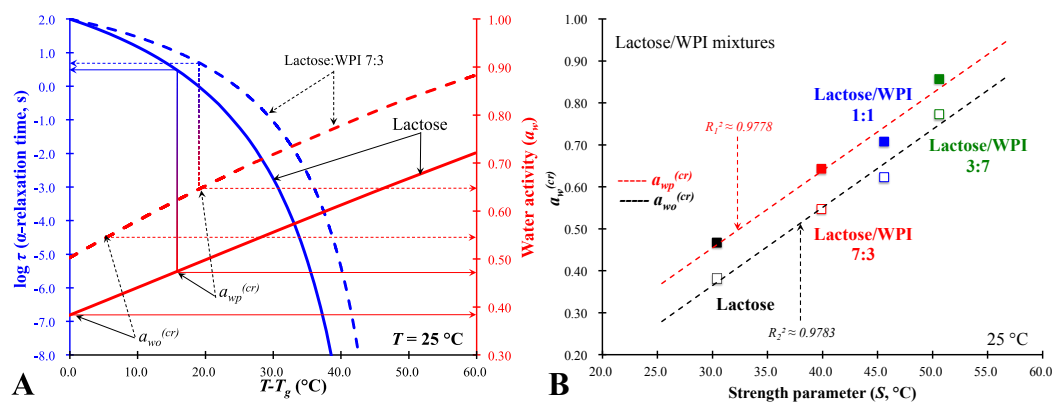 2.0
1.0
0.0
-1.0
-2.0
-3.0
-4.0
-5.0
-6.0
-7.0
-8.0
log τ (α-relaxation time, s)
Lactose:WPI 7:3
Lactose
a_wp^(cr)
a_wo^(cr)
T = 25 °C
1.00
0.90
0.80
0.70
0.60
0.50
0.40
0.30
Water activity (a_w)
0.0 10.0 20.0 30.0 40.0 50.0 60.0
T-T_g (°C)
A
1.00
0.90
0.80
0.70
0.60
0.50
0.40
0.30
0.20
a_w^(cr)
Lactose/WPI mixtures
R_1² ≈ 0.9778
Lactose/WPI
1:1
Lactose/WPI
3:7
a_wp^(cr)
a_wo^(cr)
Lactose/WPI
7:3
Lactose
R_2² ≈ 0.9783
25 °C
20.0 25.0 30.0 35.0 40.0 45.0 50.0 55.0 60.0
Strength parameter (S, °C)
B